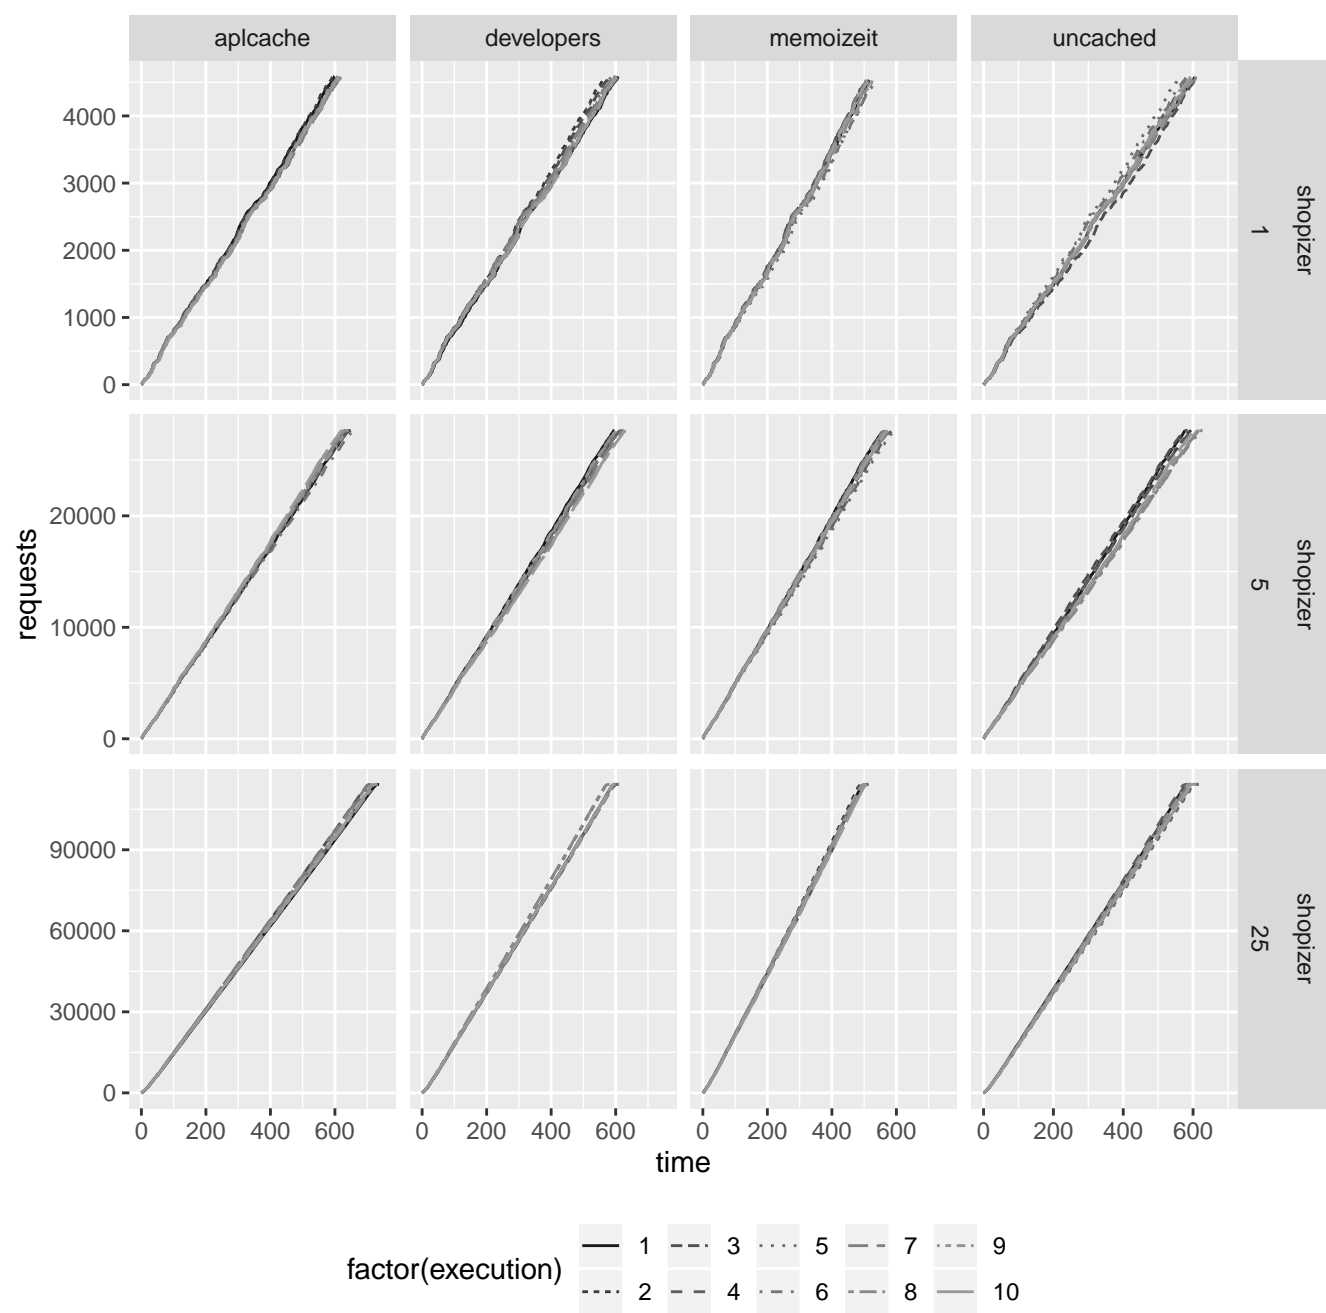 aplcache developers memoizeit uncached
4000
3000
2000
1000
0
shopizer
1
20000
10000
0
shopizer
5
90000
60000
30000
0
shopizer
25
requests
0 200 400 600 0 200 400 600 0 200 400 600 0 200 400 600
time
factor(execution)
1 3 5 7 9
2 4 6 8 10